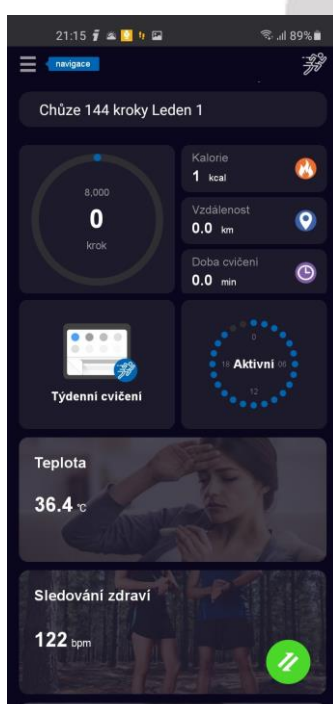 21:15
89%
navigace
Chůze 144 kroky Leden 1
8,000
0
krok
Kalorie
1 kcal
Vzdálenost
0.0 km
Doba cvičení
0.0 min
Týdenní cvičení
0
18 Aktivní 06
12
Teplota
36.4 °C
Sledování zdraví
122 bpm